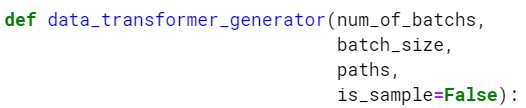 def data_transformer_generator(num_of_batchs,
batch_size,
paths,
is_sample=False):